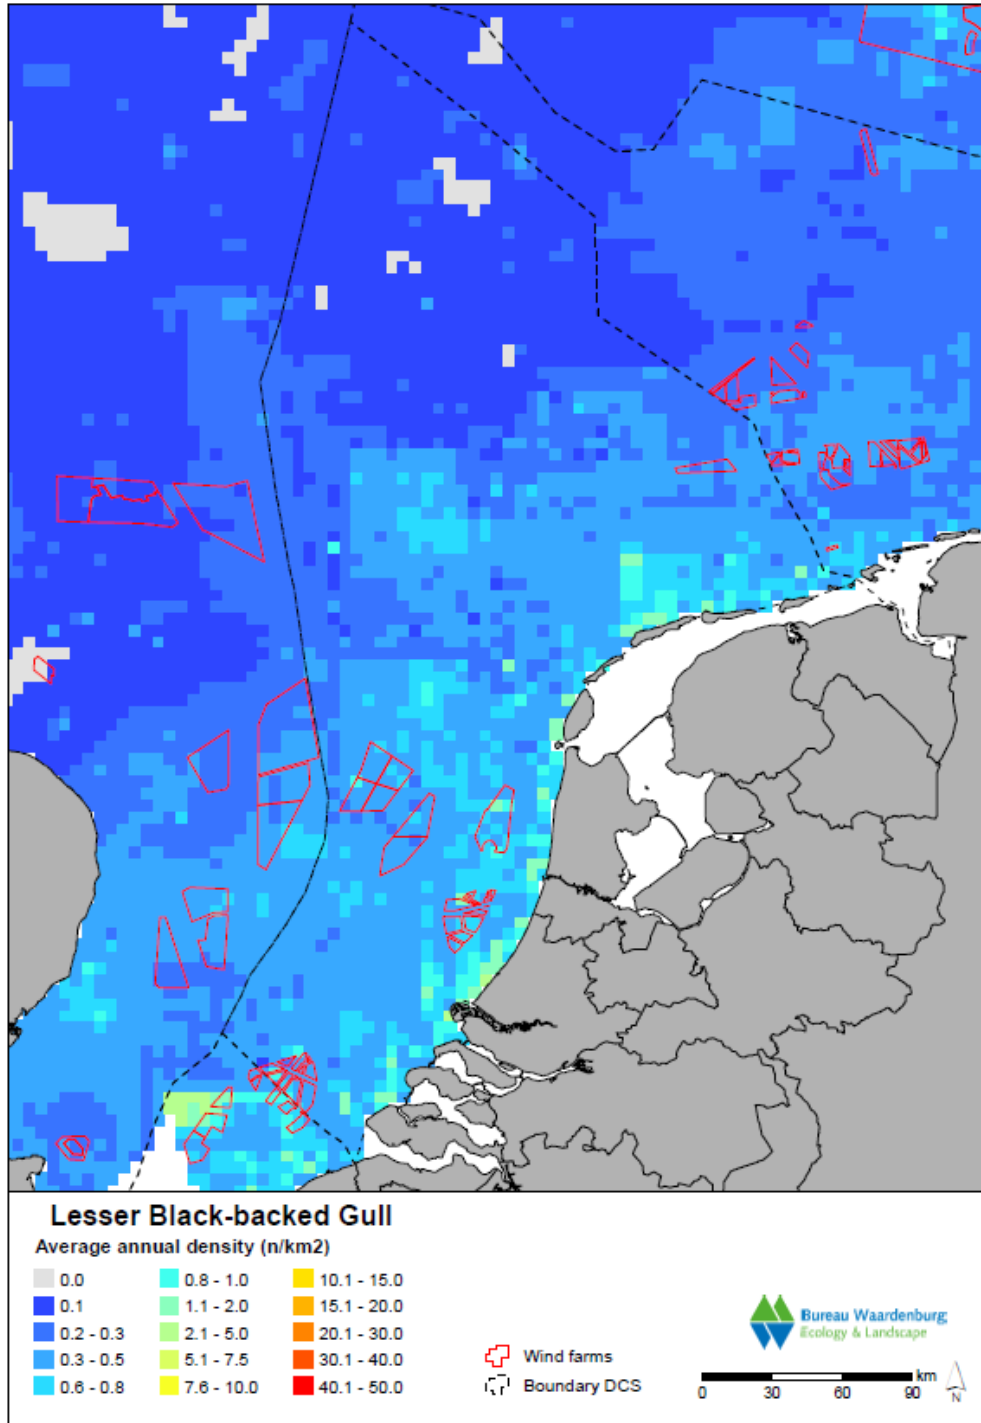 Lesser Black-backed Gull
Average annual density (n/km2)
0.0
0.1
0.2 - 0.3
0.3 - 0.5
0.6 - 0.8
0.8 - 1.0
1.1 - 2.0
2.1 - 5.0
5.1 - 7.5
7.6 - 10.0
10.1 - 15.0
15.1 - 20.0
20.1 - 30.0
30.1 - 40.0
40.1 - 50.0
Wind farms
Boundary DCS
Bureau Waardenburg
Ecology & Landscape
km
0 30 60 90
N